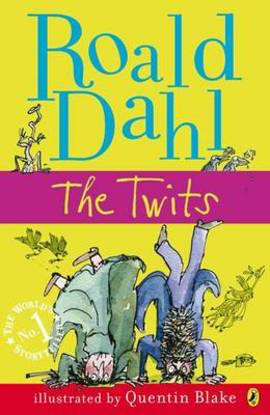 Roald
Dahl
The Twits
THE WORLD'S
No. 1
STORYTELLER
illustrated by Quentin Blake